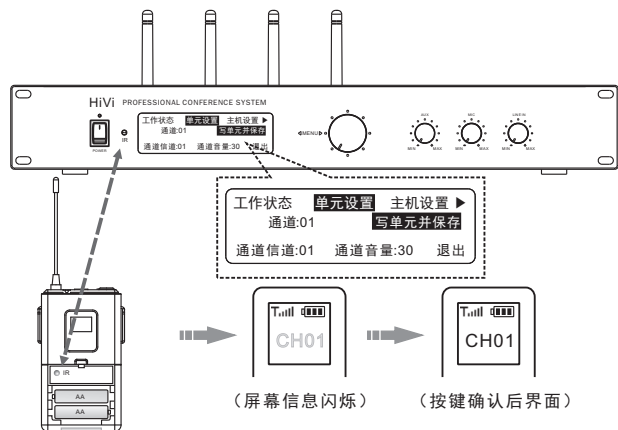 HiVi PROFESSIONAL CONFERENCE SYSTEM
工作状态 单元设置 主机设置 ▶
通道:01 写单元并保存
通道信道:01 通道音量:30 退出
POWER
IR
◁MENU▷
AUX
MIN MAX
MIC
MIN MAX
LINE IN
MIN MAX
工作状态 单元设置 主机设置 ▶
通道:01 写单元并保存
通道信道:01 通道音量:30 退出
IR
AA
AA
CH01
（屏幕信息闪烁）
CH01
（按键确认后界面）